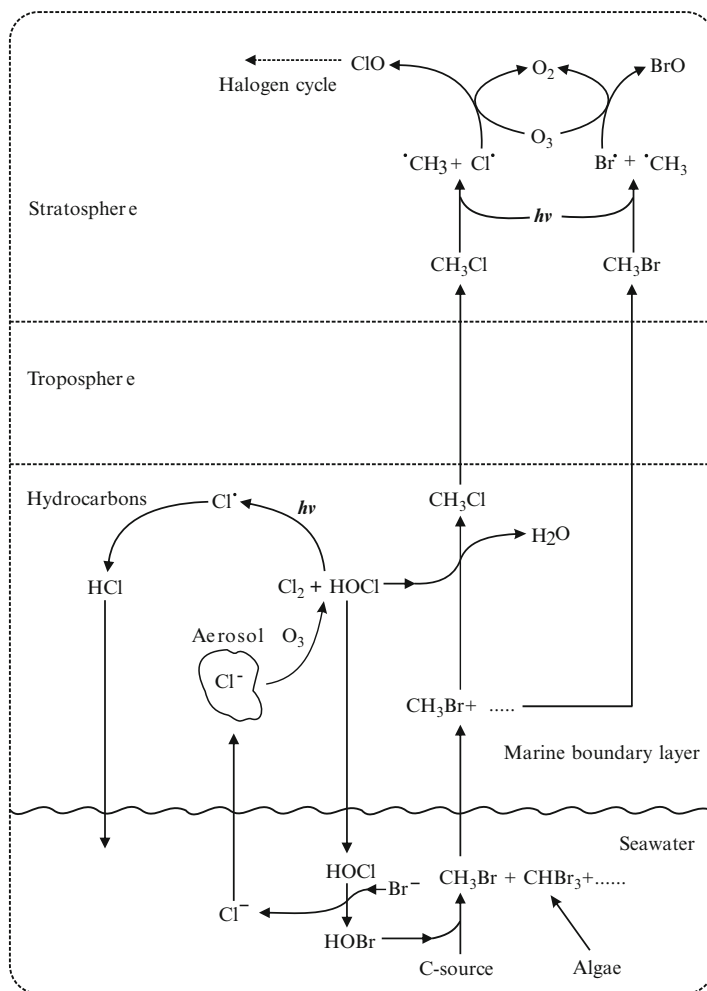 ClO
O₂
BrO
Halogen cycle
O₃
•CH3 + Cl•
Br• + •CH₃
Stratosphere
hv
CH₃Cl
CH₃Br
Troposphere
Hydrocarbons
Cl•
hv
CH₃Cl
H2O
HCl
Cl₂ + HOCl
Aerosol
O₃
Cl⁻
CH₃Br+ .....
Marine boundary layer
Seawater
HOCl
Br⁻
CH₃Br + CHBr₃+......
Cl⁻
HOBr
C-source
Algae